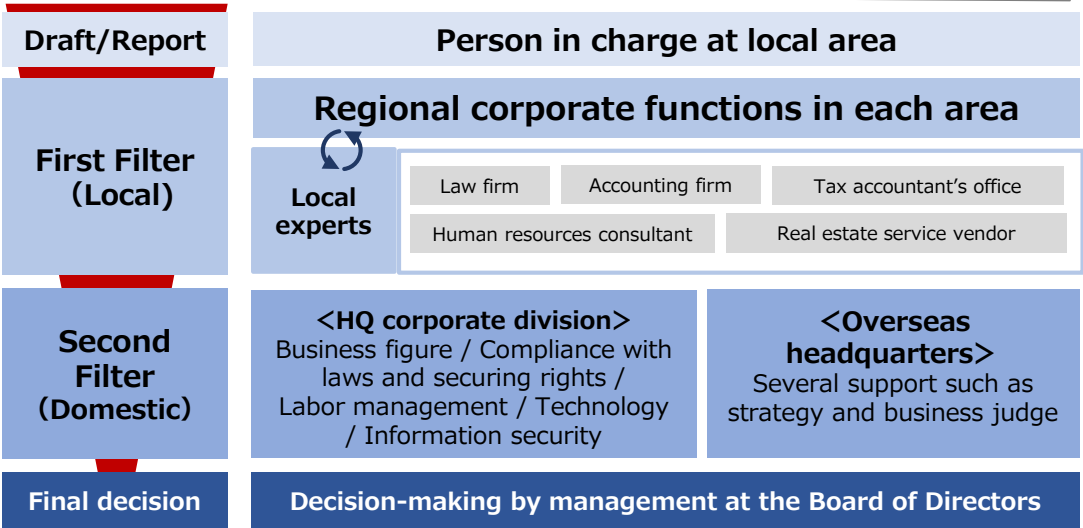 Draft/Report
Person in charge at local area
First Filter
（Local）
Regional corporate functions in each area
Local
experts
Law firm
Accounting firm
Tax accountant’s office
Human resources consultant
Real estate service vendor
Second
Filter
（Domestic）
＜HQ corporate division＞
Business figure / Compliance with
laws and securing rights /
Labor management / Technology
/ Information security
＜Overseas
headquarters＞
Several support such as
strategy and business judge
Final decision
Decision-making by management at the Board of Directors